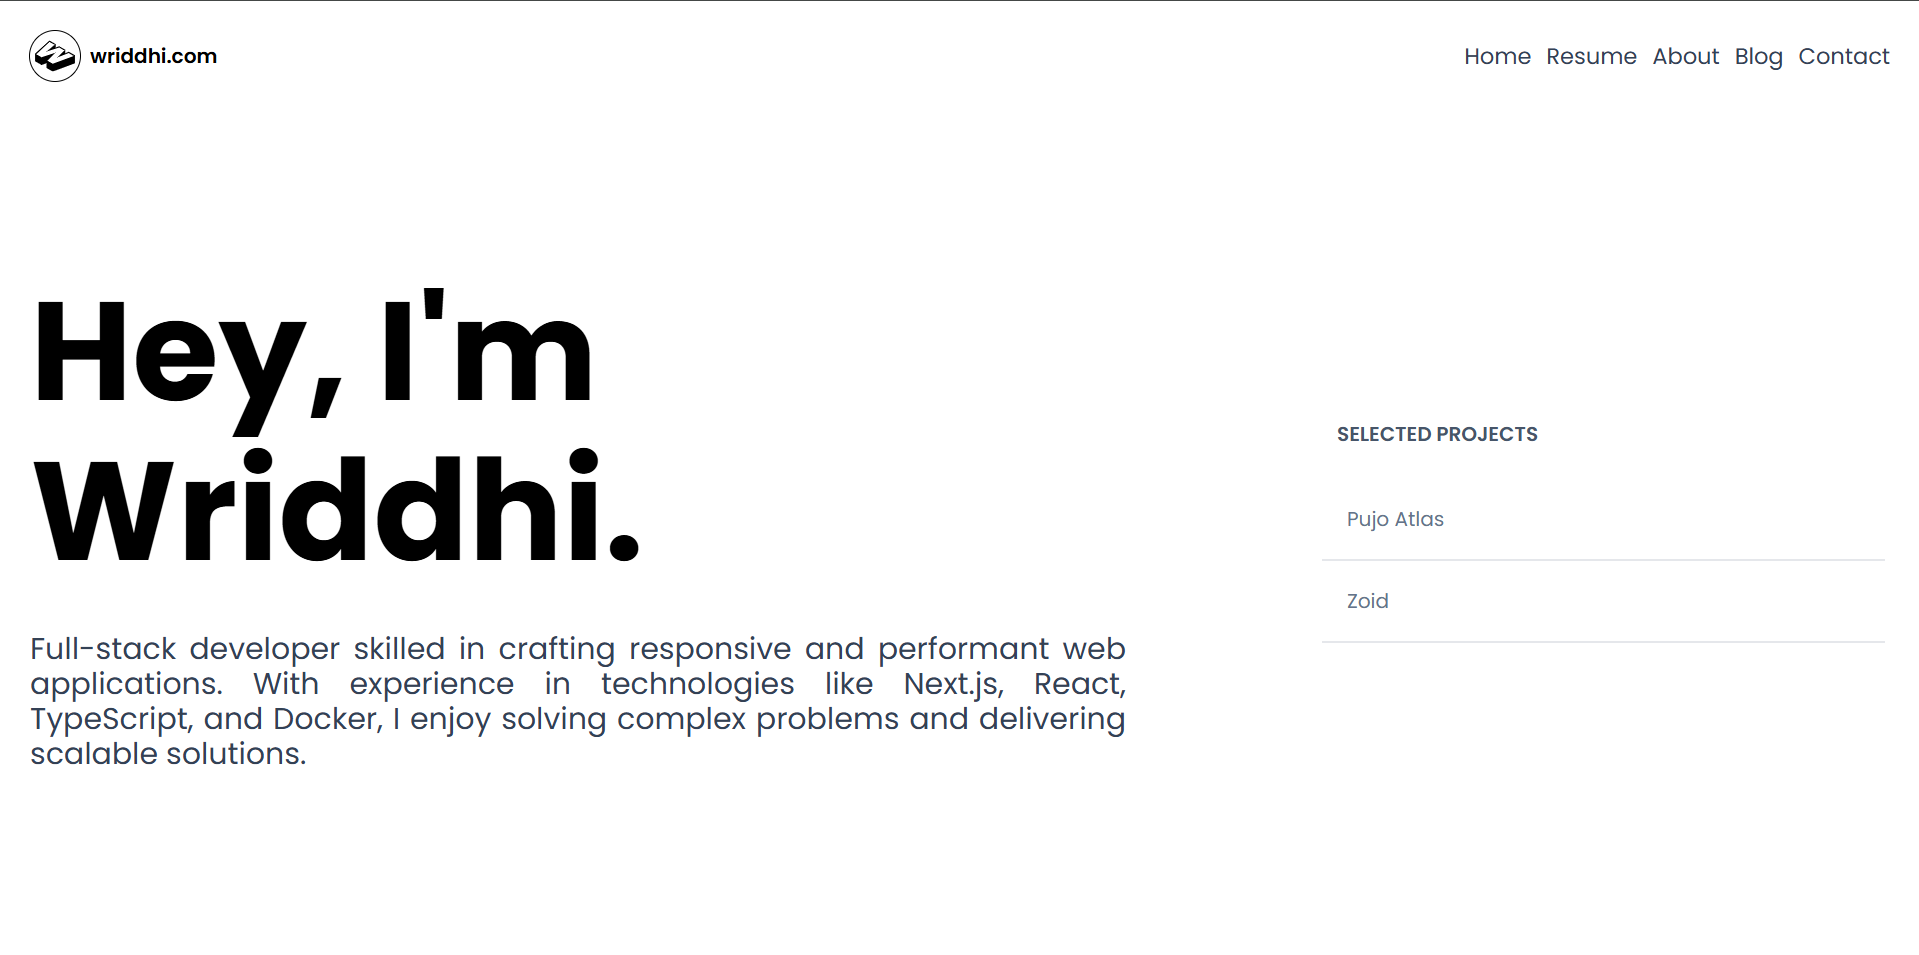 wriddhi.com
Home Resume About Blog Contact
Hey, I'm
Wriddhi.
Full-stack developer skilled in crafting responsive and performant web
applications. With experience in technologies like Next.js, React,
TypeScript, and Docker, I enjoy solving complex problems and delivering
scalable solutions.
SELECTED PROJECTS
Pujo Atlas
Zoid